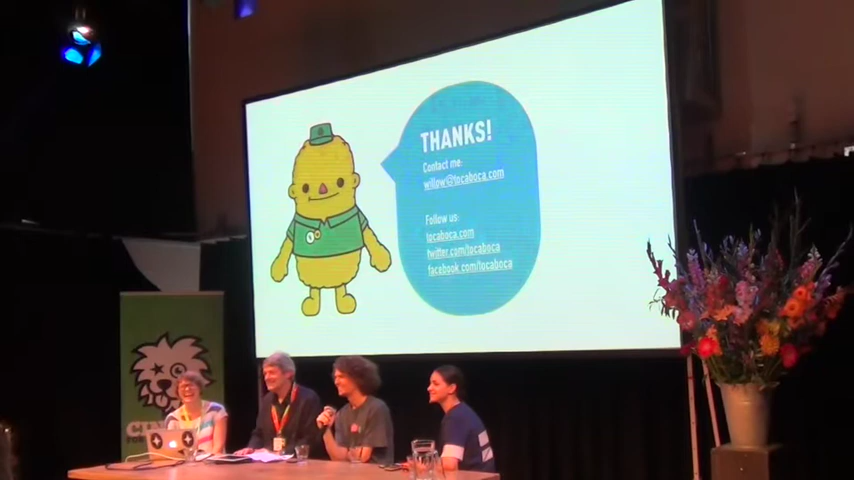 THANKS!
Contact me:
willow@tocaboca.com
Follow us:
tocaboca.com
twitter.com/tocaboca
facebook.com/tocaboca